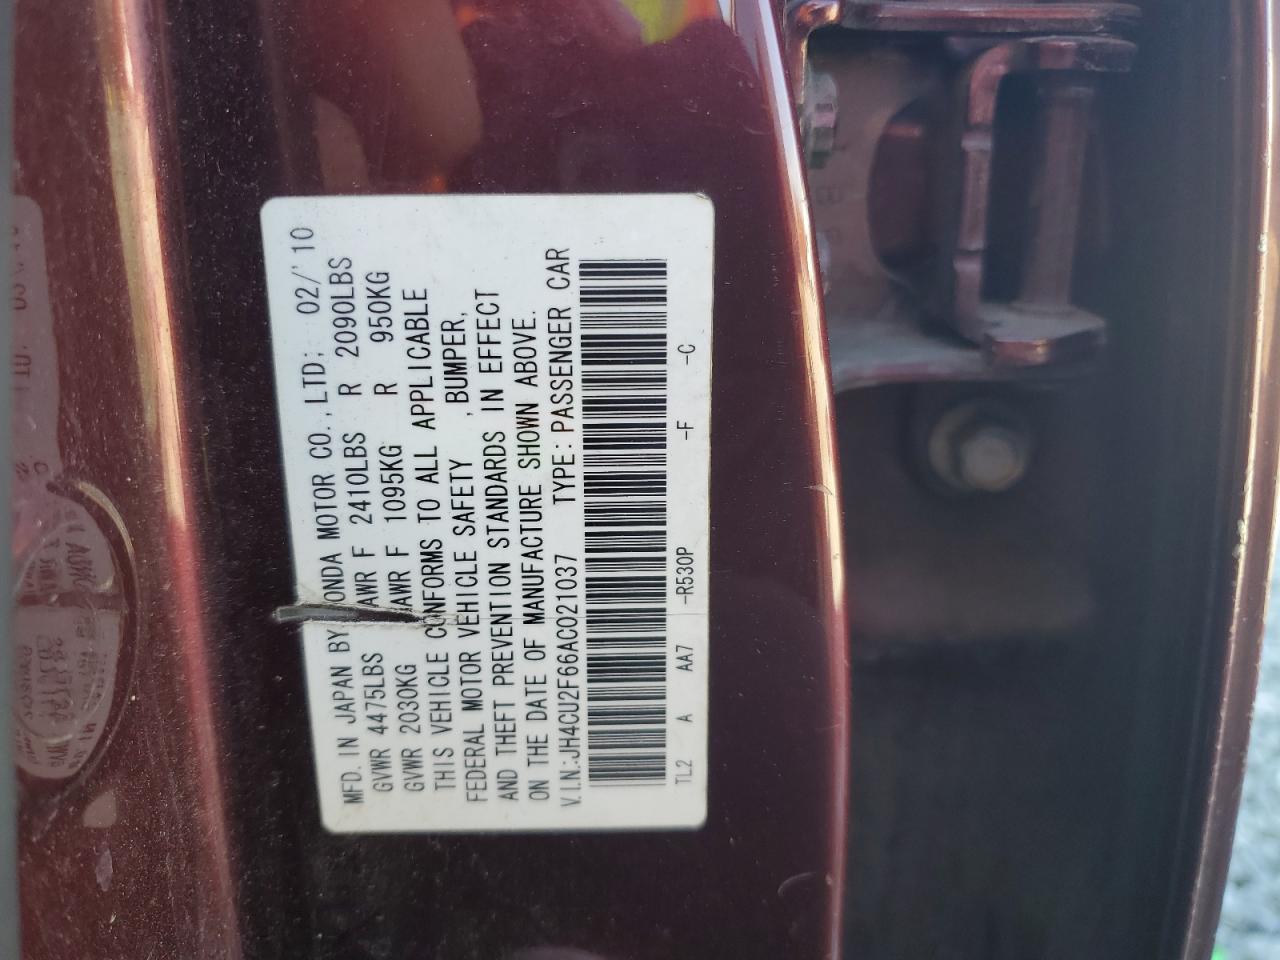 MFD. IN JAPAN BY HONDA MOTOR CO., LTD; 02/'10
GVWR 4475LBS GAWR F 2410LBS R 2090LBS
GVWR 2030KG GAWR F 1095KG R 950KG
THIS VEHICLE CONFORMS TO ALL APPLICABLE
FEDERAL MOTOR VEHICLE SAFETY , BUMPER,
AND THEFT PREVENTION STANDARDS IN EFFECT
ON THE DATE OF MANUFACTURE SHOWN ABOVE.
V.I.N.:JH4CU2F66AC021037 TYPE: PASSENGER CAR
TL2 A AA7 -R530P -F -C